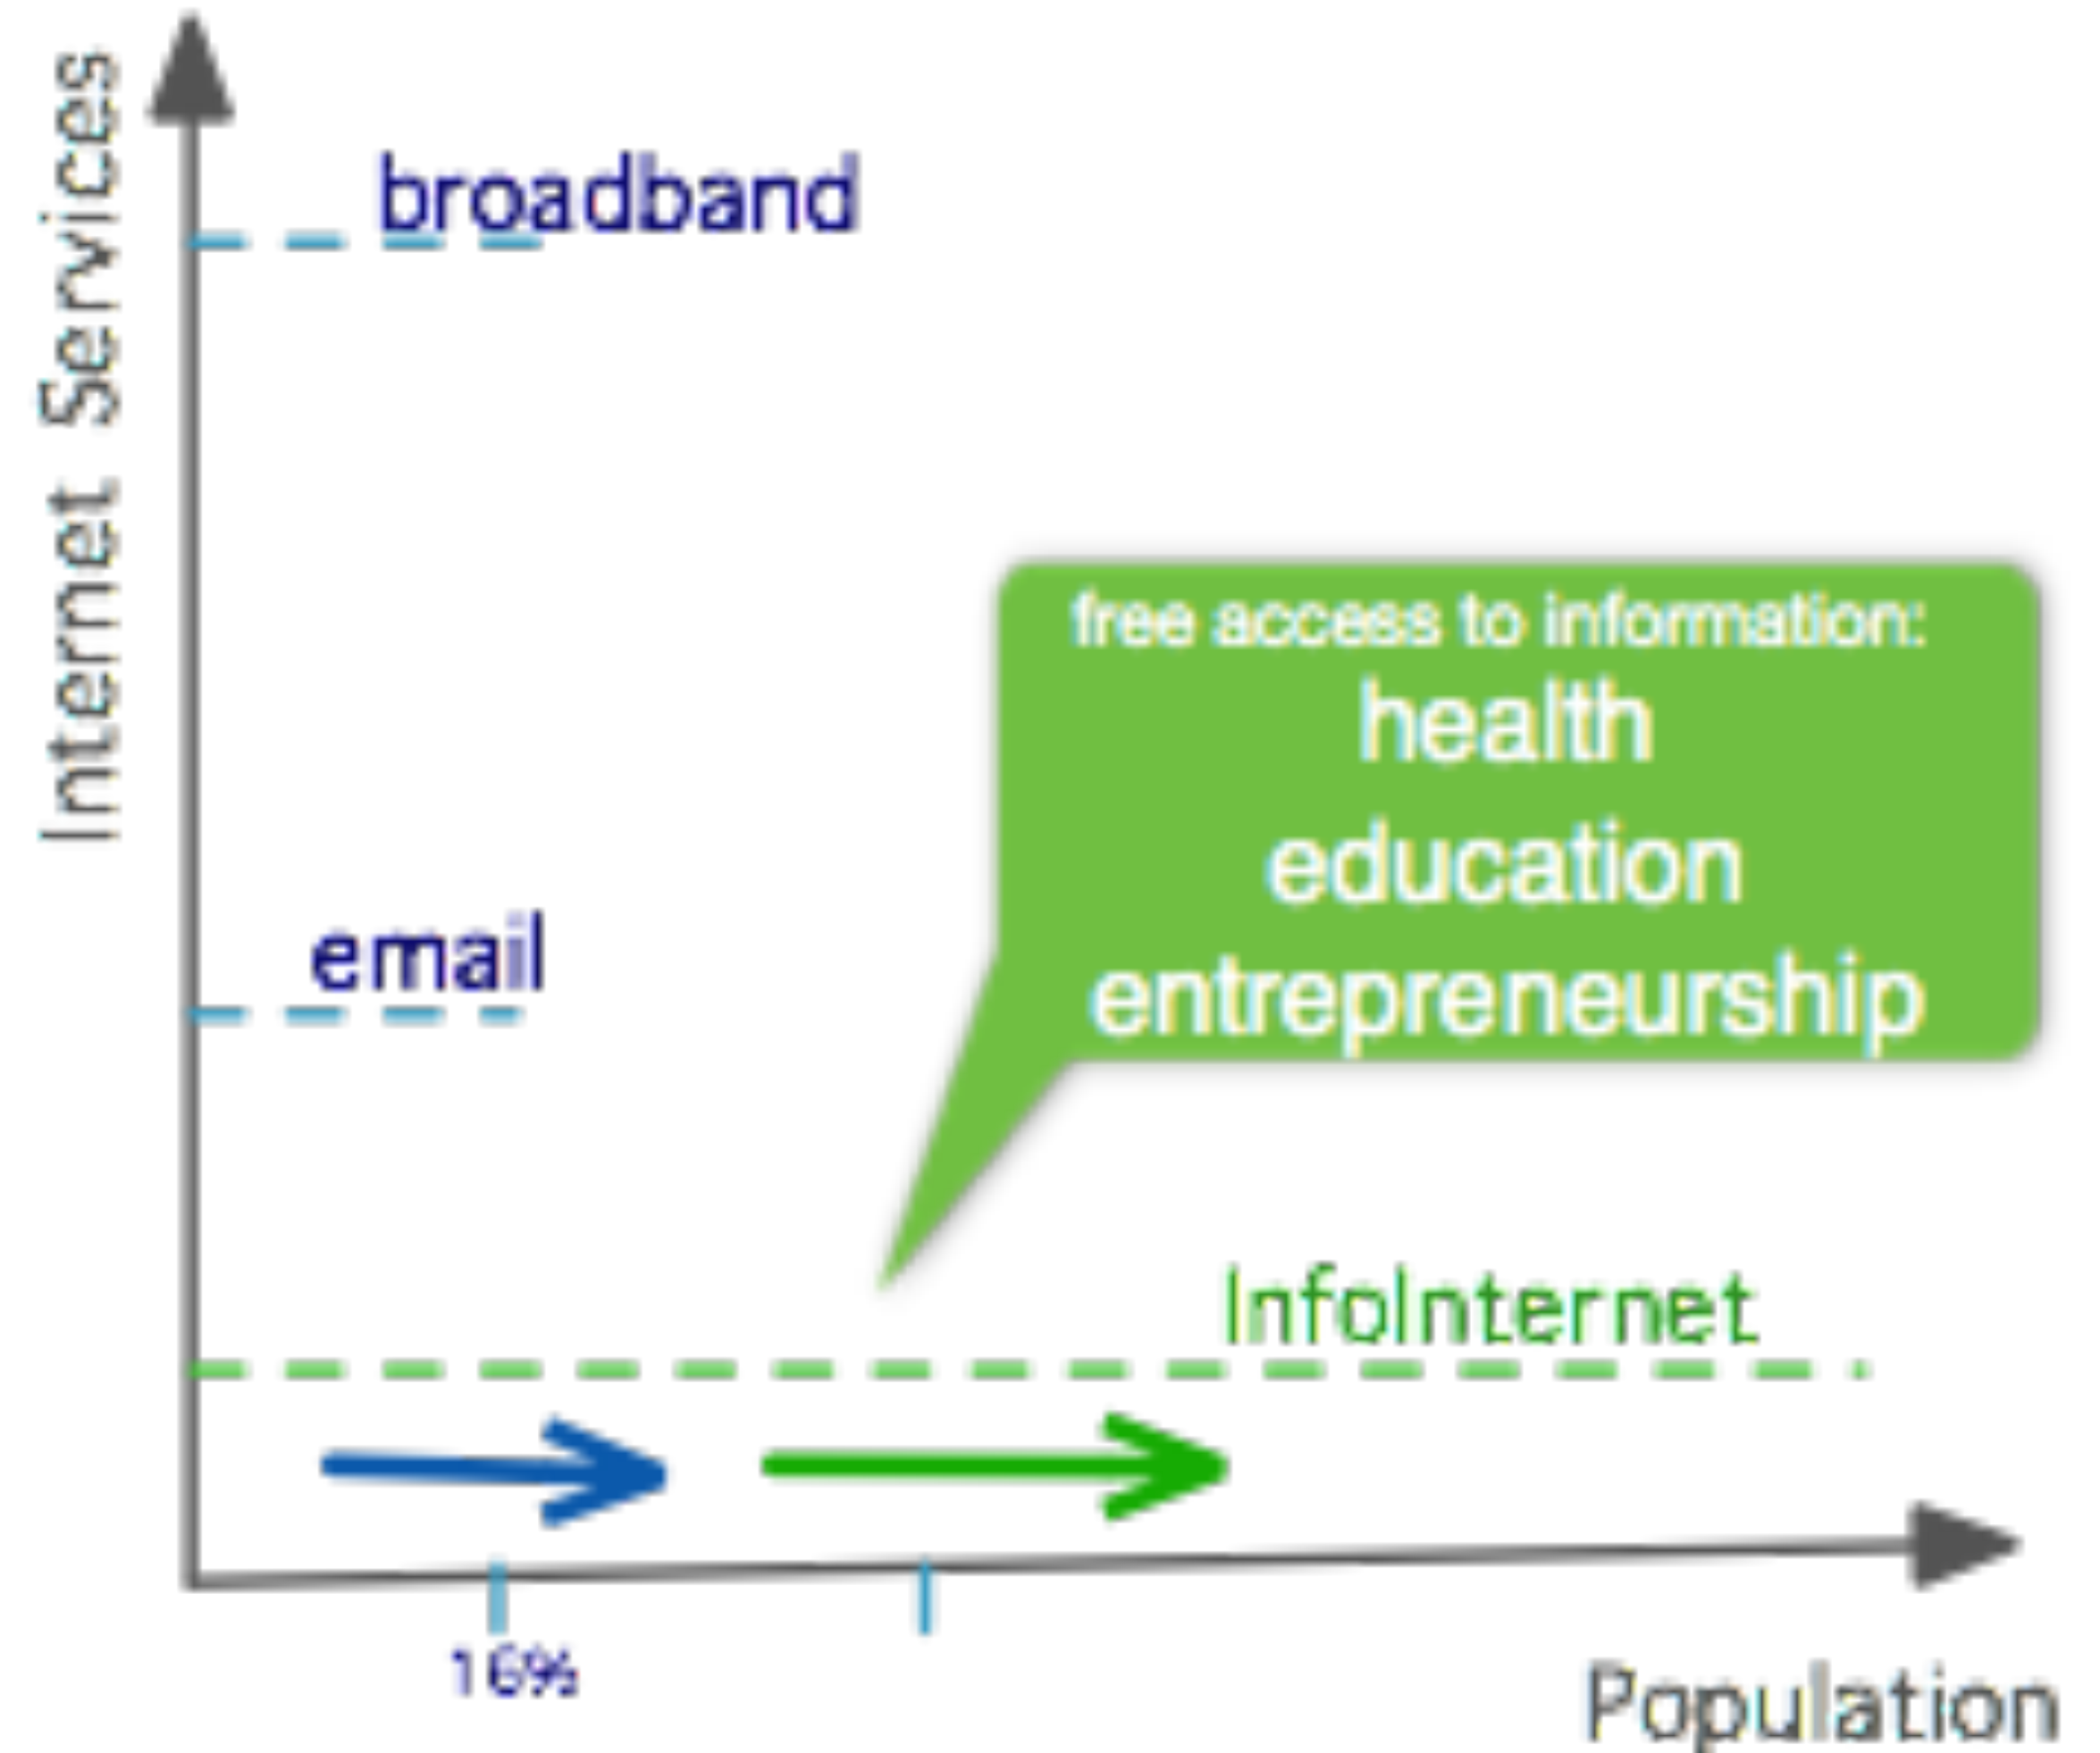 Internet Services
broadband
free access to information:
health
education
entrepreneurship
email
InfoInternet
16%
Population